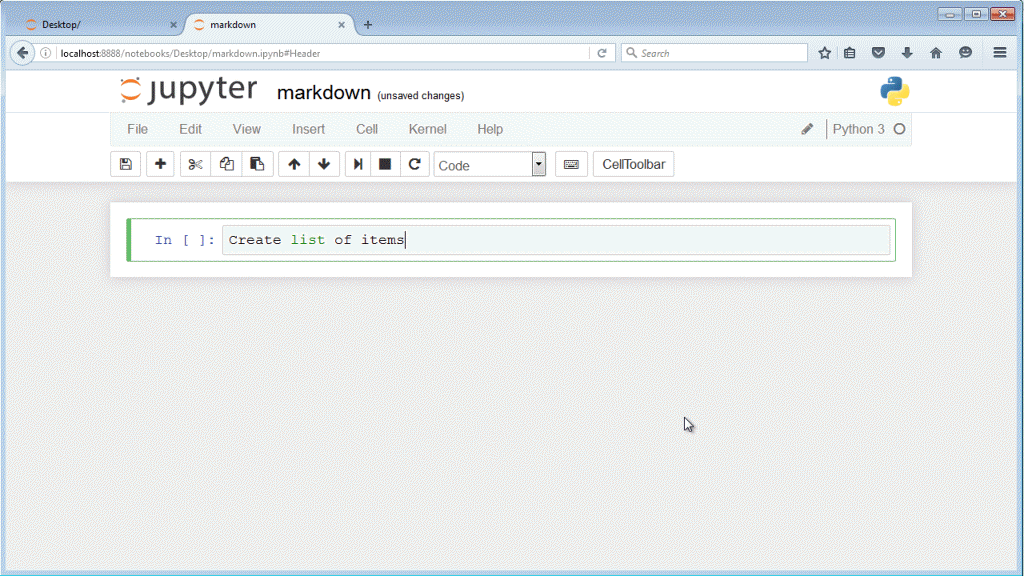 Desktop/ markdown
localhost:8888/notebooks/Desktop/markdown.ipynb#Header Search
jupyter markdown (unsaved changes)
File Edit View Insert Cell Kernel Help Python 3
Code CellToolbar
In [ ]: Create list of items